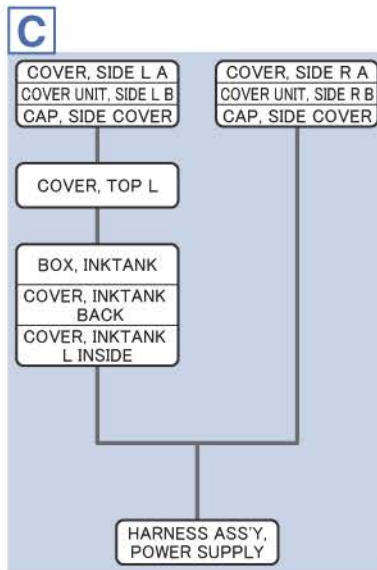 C
COVER, SIDE L A
COVER UNIT, SIDE L B
CAP, SIDE COVER
COVER, SIDE R A
COVER UNIT, SIDE R B
CAP, SIDE COVER
COVER, TOP L
BOX, INKTANK
COVER, INKTANK
BACK
COVER, INKTANK
L INSIDE
HARNESS ASS'Y,
POWER SUPPLY